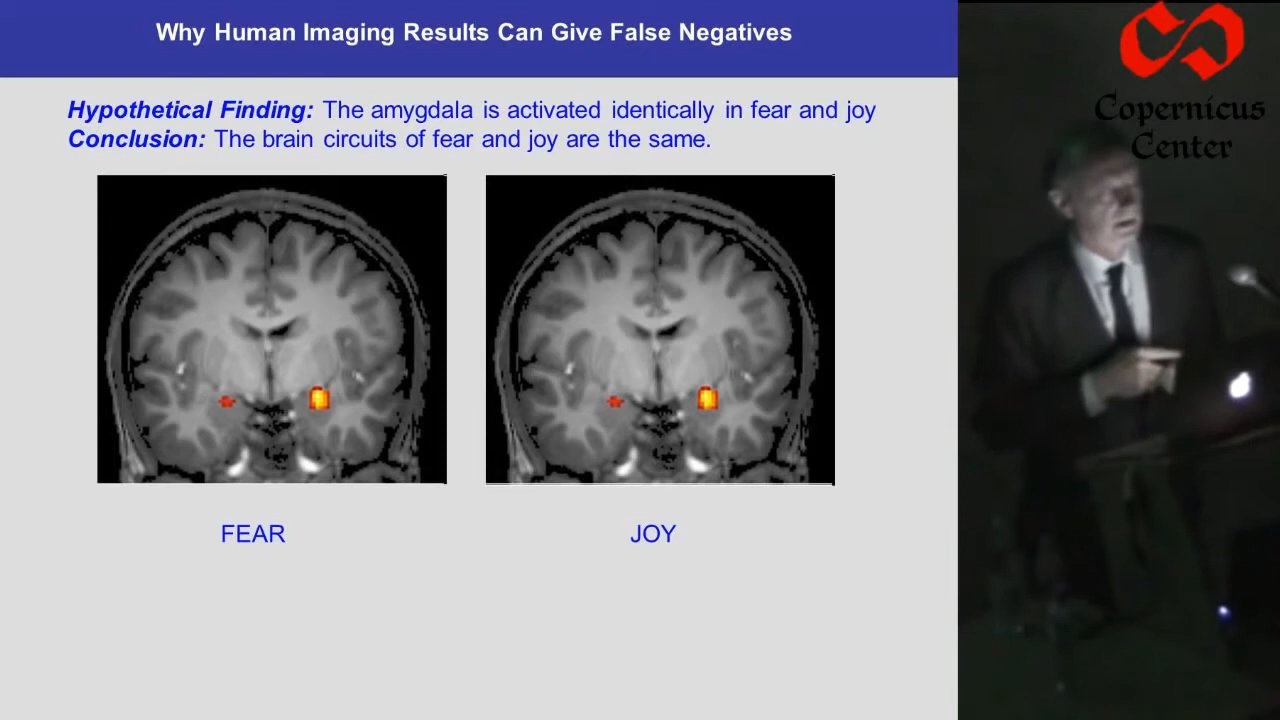 Why Human Imaging Results Can Give False Negatives
Hypothetical Finding: The amygdala is activated identically in fear and joy
Conclusion: The brain circuits of fear and joy are the same.
FEAR
JOY
Copernicus
Center